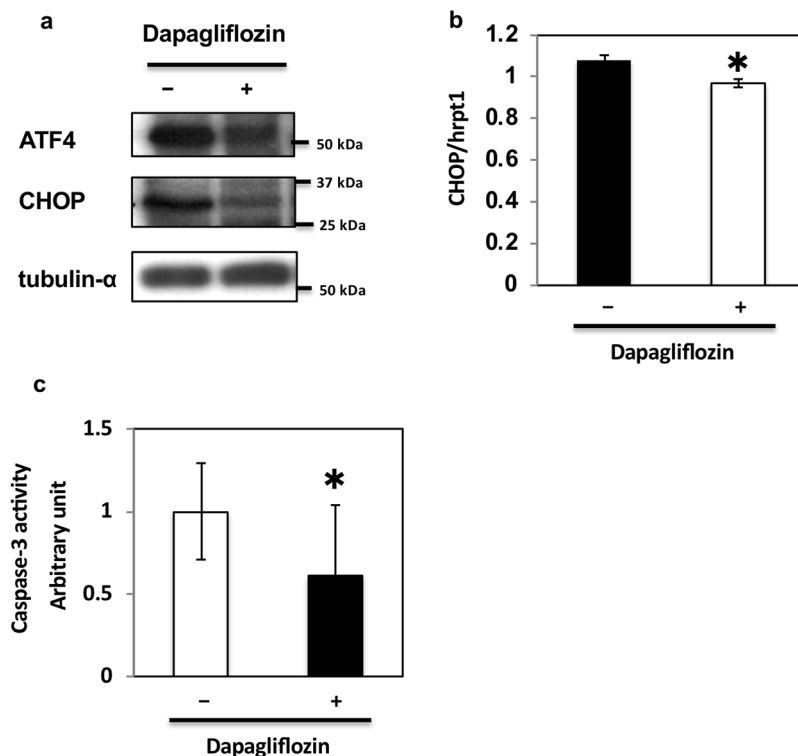 a
Dapagliflozin
− +
ATF4
50 kDa
37 kDa
CHOP
25 kDa
tubulin-α
50 kDa
b
CHOP/hrpt1
1.2
1
0.8
0.6
0.4
0.2
0
*
− +
Dapagliflozin
c
Caspase-3 activity
Arbitrary unit
1.5
1
0.5
0
*
− +
Dapagliflozin